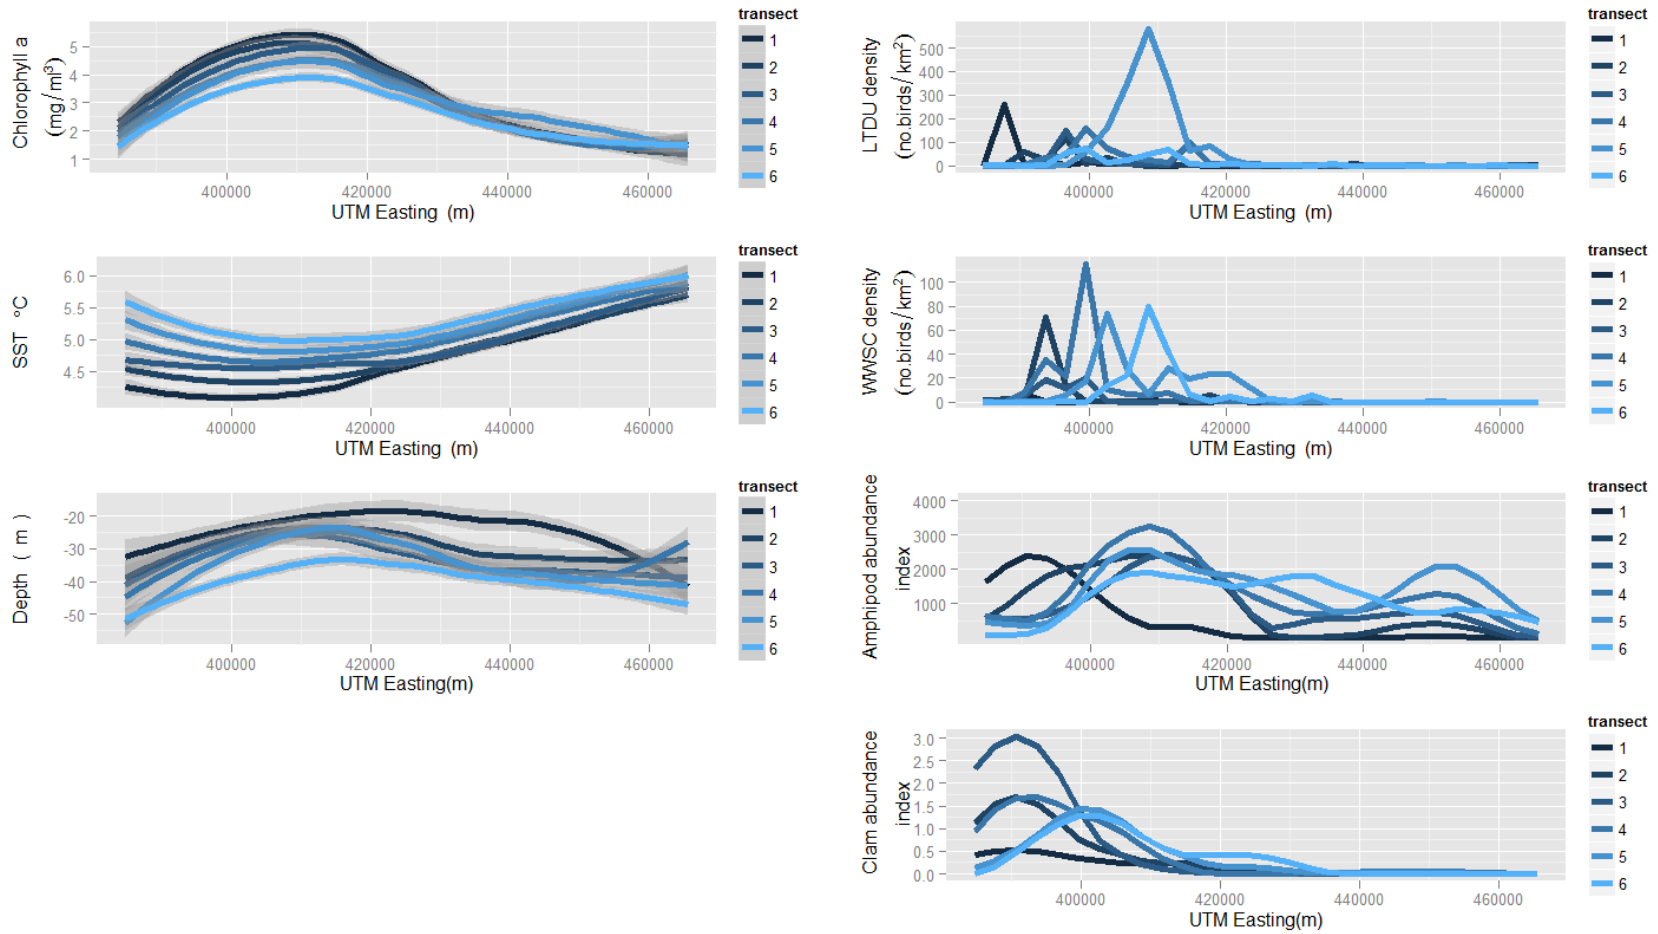 Chlorophyll a
(mg/ml³)
5
4
3
2
1
400000 420000 440000 460000
UTM Easting (m)
transect
1
2
3
4
5
6
LTDU density
(no.birds/km²)
500
400
300
200
100
0
400000 420000 440000 460000
UTM Easting (m)
transect
1
2
3
4
5
6
SST °C
6.0
5.5
5.0
4.5
400000 420000 440000 460000
UTM Easting (m)
transect
1
2
3
4
5
6
WWSC density
(no.birds/km²)
100
80
60
40
20
0
400000 420000 440000 460000
UTM Easting (m)
transect
1
2
3
4
5
6
Depth ( m )
-20
-30
-40
-50
400000 420000 440000 460000
UTM Easting(m)
transect
1
2
3
4
5
6
Amphipod abundance
index
4000
3000
2000
1000
400000 420000 440000 460000
UTM Easting(m)
transect
1
2
3
4
5
6
Clam abundance
index
3.0
2.5
2.0
1.5
1.0
0.5
0.0
400000 420000 440000 460000
UTM Easting(m)
transect
1
2
3
4
5
6